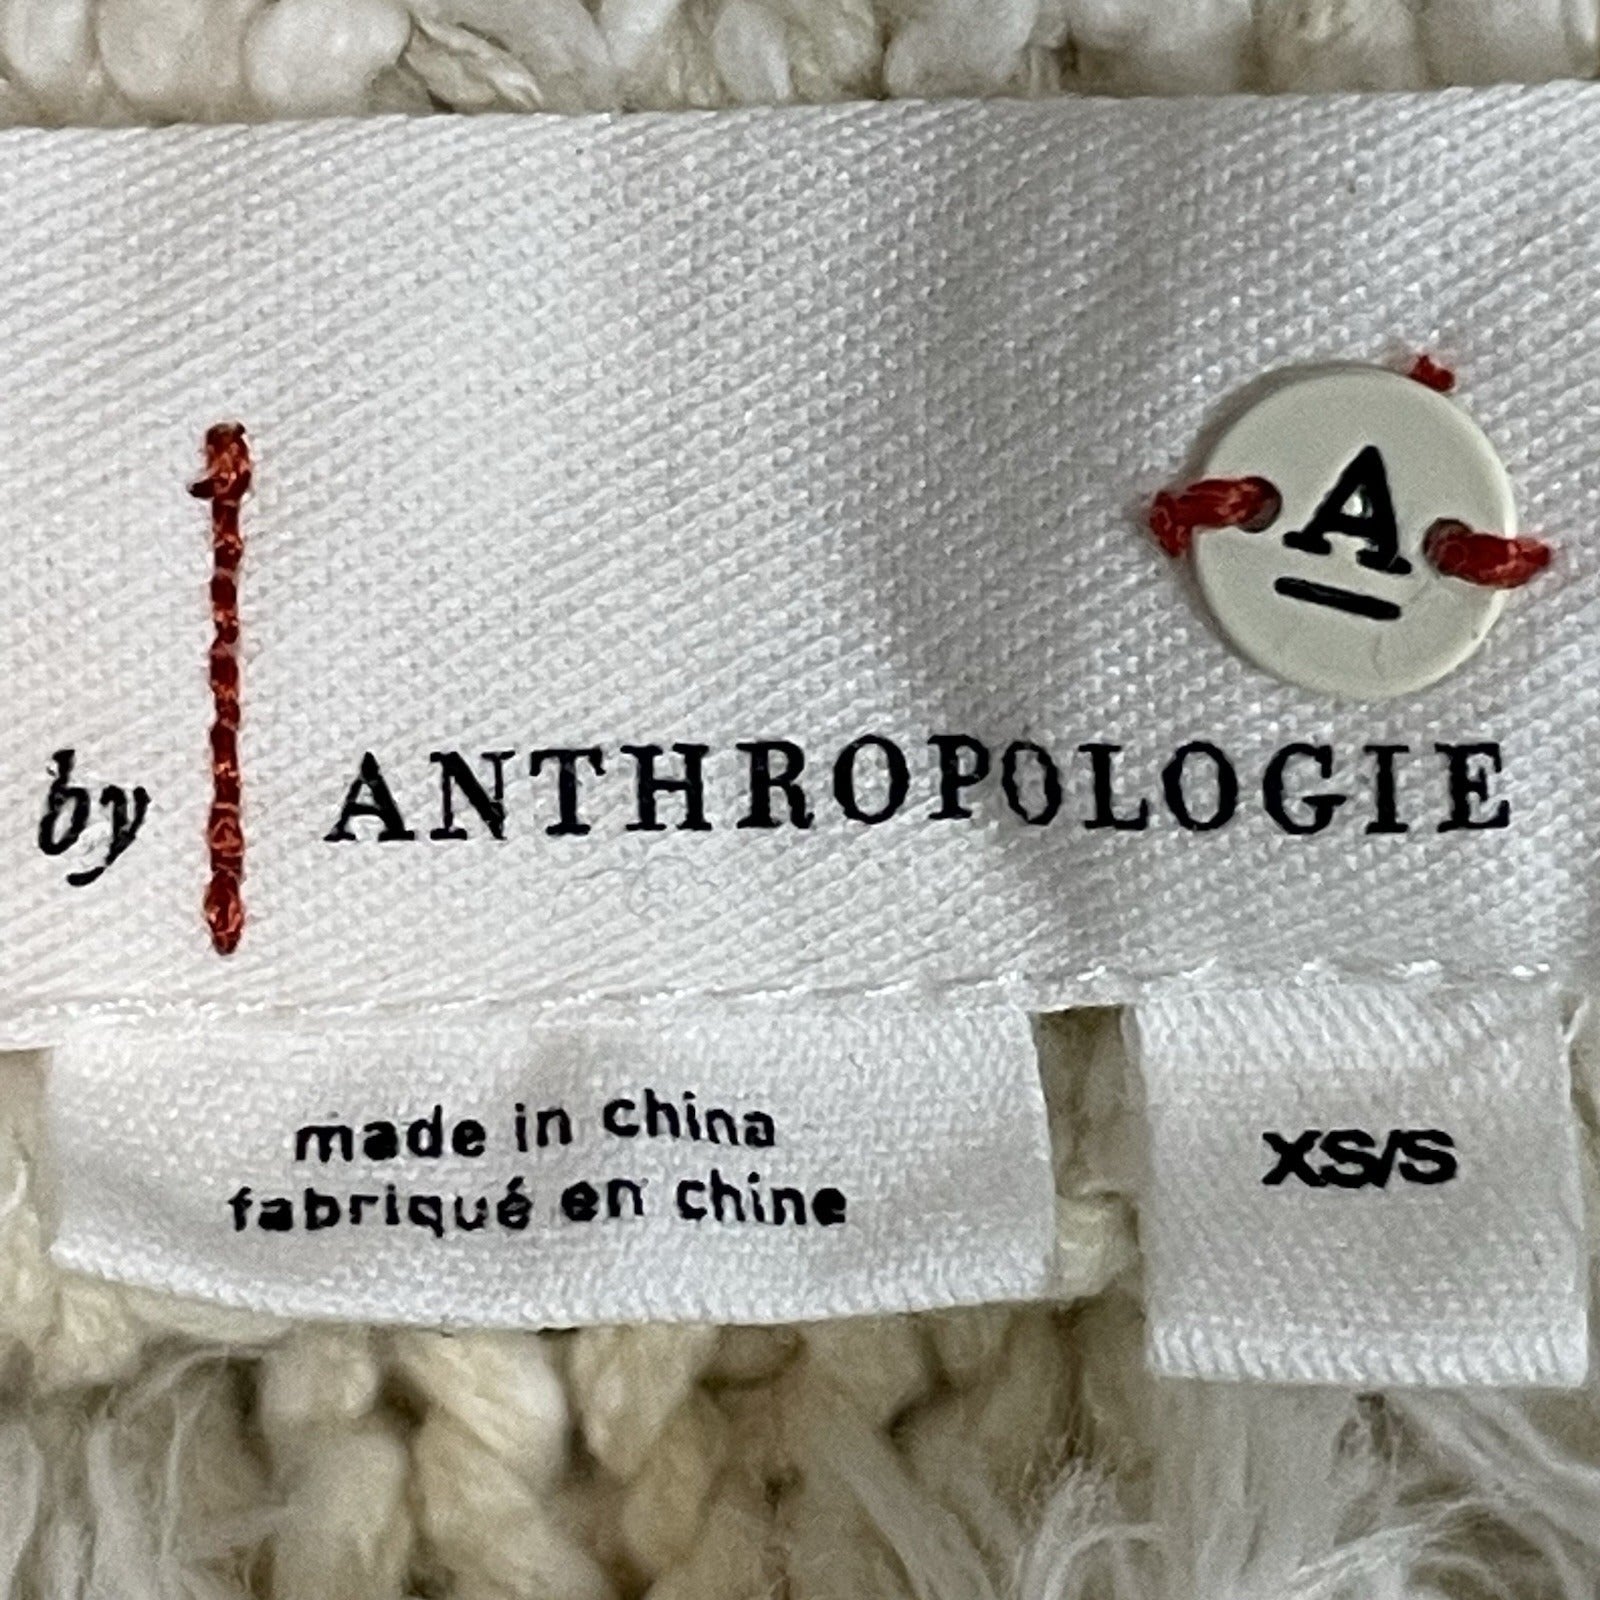 A
by ANTHROPOLOGIE
made in china
fabriqué en chine
XS/S